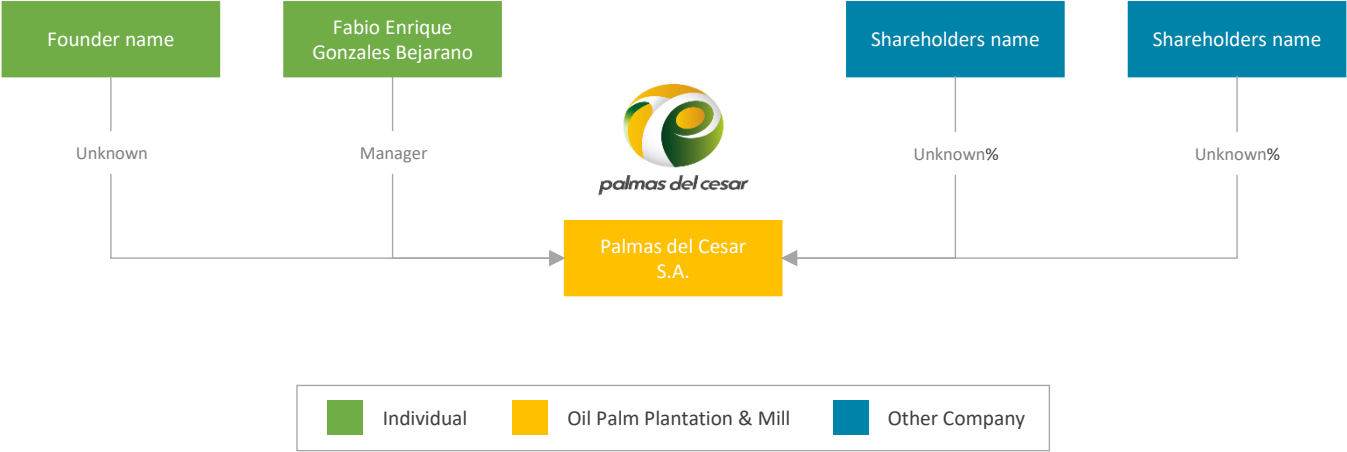 Founder name
Fabio Enrique
Gonzales Bejarano
Shareholders name
Shareholders name
Unknown
Manager
Unknown%
Unknown%
palmas del cesar
Palmas del Cesar
S.A.
Individual
Oil Palm Plantation & Mill
Other Company